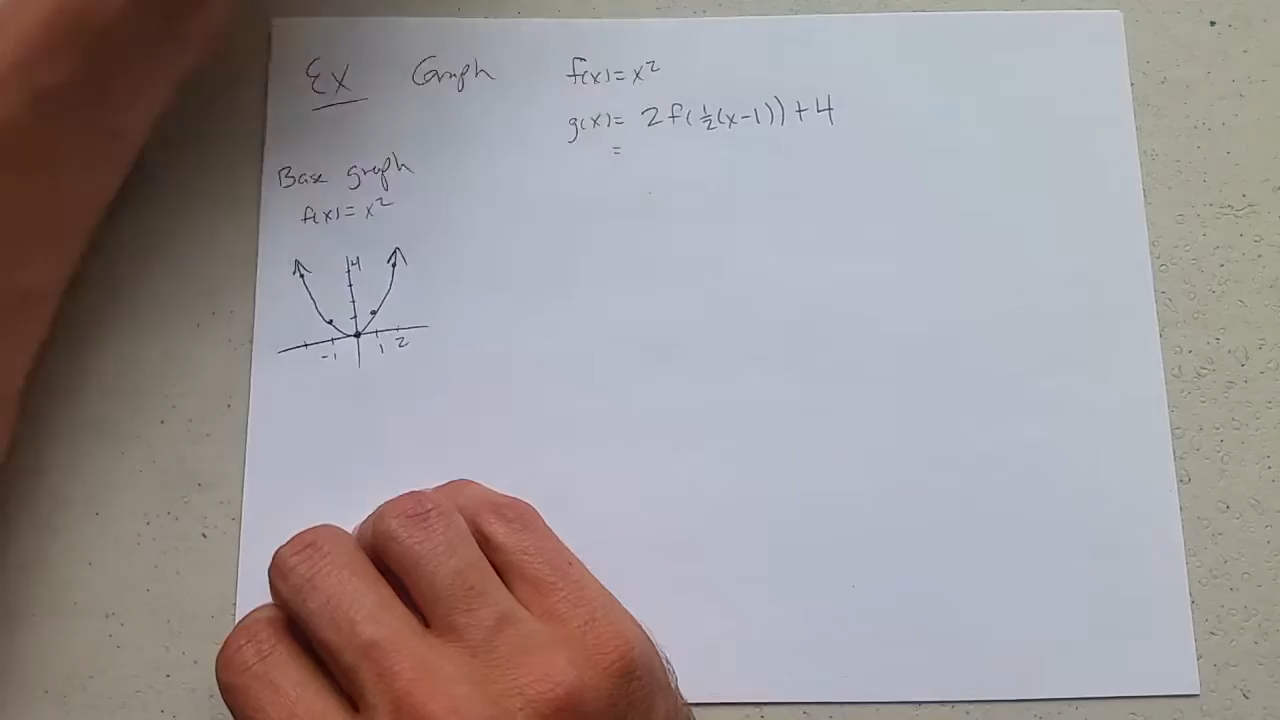 Ex Graph f(x) = x²
g(x) = 2f(½(x-1)) + 4
=
Base graph
f(x) = x²
4
-1 1 2